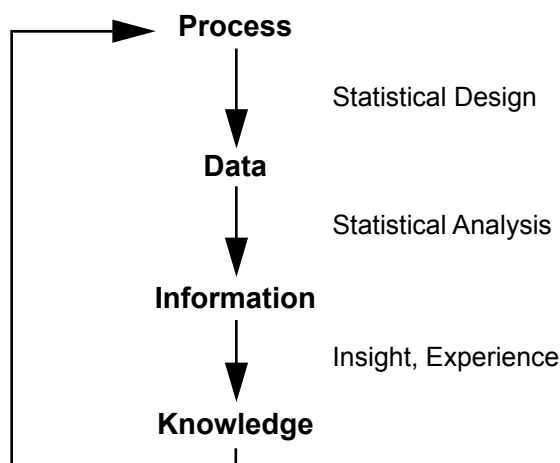 Process
Statistical Design
Data
Statistical Analysis
Information
Insight, Experience
Knowledge